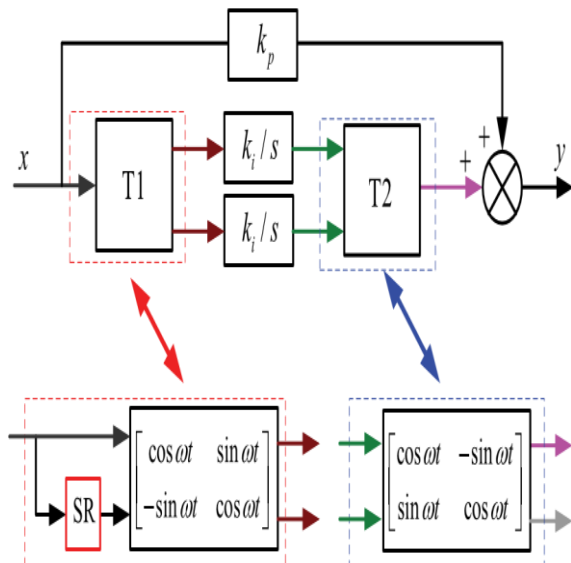 k_p
x
T1
k_i / s
k_i / s
T2
+
+
y
SR
cos ωt sin ωt
−sin ωt cos ωt
cos ωt −sin ωt
sin ωt cos ωt